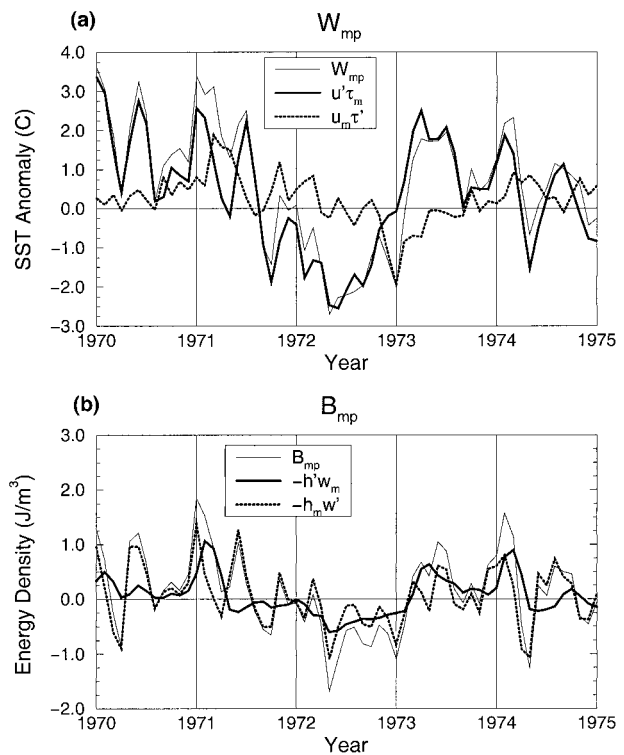 (a)
W_mp
W_mp
u'τ_m
u_mτ'
SST Anomaly (C)
4.0
3.0
2.0
1.0
0.0
−1.0
−2.0
−3.0
1970 1971 1972 1973 1974 1975
Year
(b)
B_mp
B_mp
−h'w_m
−h_mw'
Energy Density (J/m³)
3.0
2.0
1.0
0.0
−1.0
−2.0
1970 1971 1972 1973 1974 1975
Year